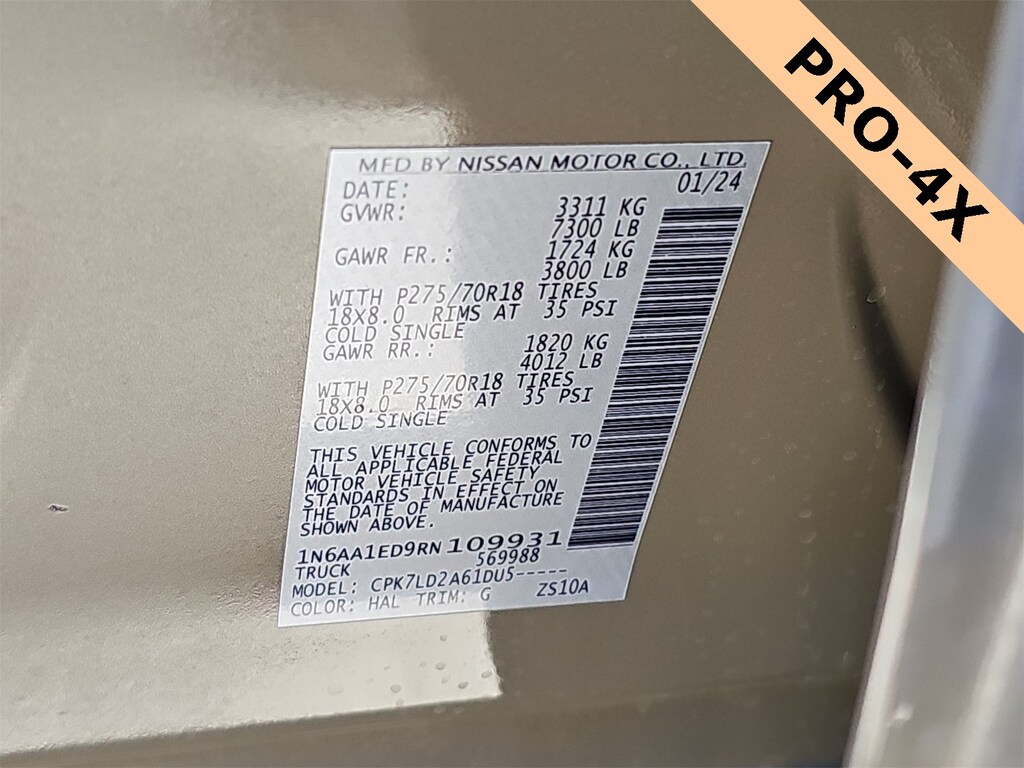 PRO-4X
MFD BY NISSAN MOTOR CO., LTD.
DATE: 01/24
GVWR: 3311 KG
7300 LB
GAWR FR.: 1724 KG
3800 LB
WITH P275/70R18 TIRES
18X8.0 RIMS AT 35 PSI
COLD SINGLE
GAWR RR.: 1820 KG
4012 LB
WITH P275/70R18 TIRES
18X8.0 RIMS AT 35 PSI
COLD SINGLE
THIS VEHICLE CONFORMS TO
ALL APPLICABLE FEDERAL
MOTOR VEHICLE SAFETY
STANDARDS IN EFFECT ON
THE DATE OF MANUFACTURE
SHOWN ABOVE.
1N6AA1ED9RN109931
TRUCK 569988
MODEL: CPK7LD2A61DU5-----
COLOR: HAL TRIM: G ZS10A